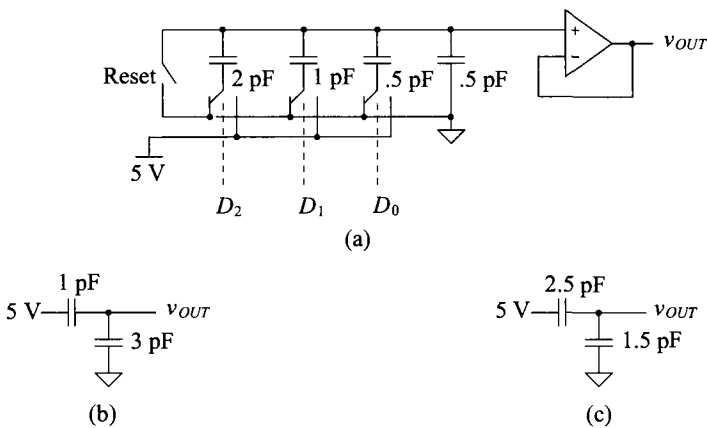 +
−
vOUT
Reset
2 pF
1 pF
.5 pF
.5 pF
5 V
D2
D1
D0
(a)
1 pF
5 V
vOUT
3 pF
(b)
2.5 pF
5 V
vOUT
1.5 pF
(c)